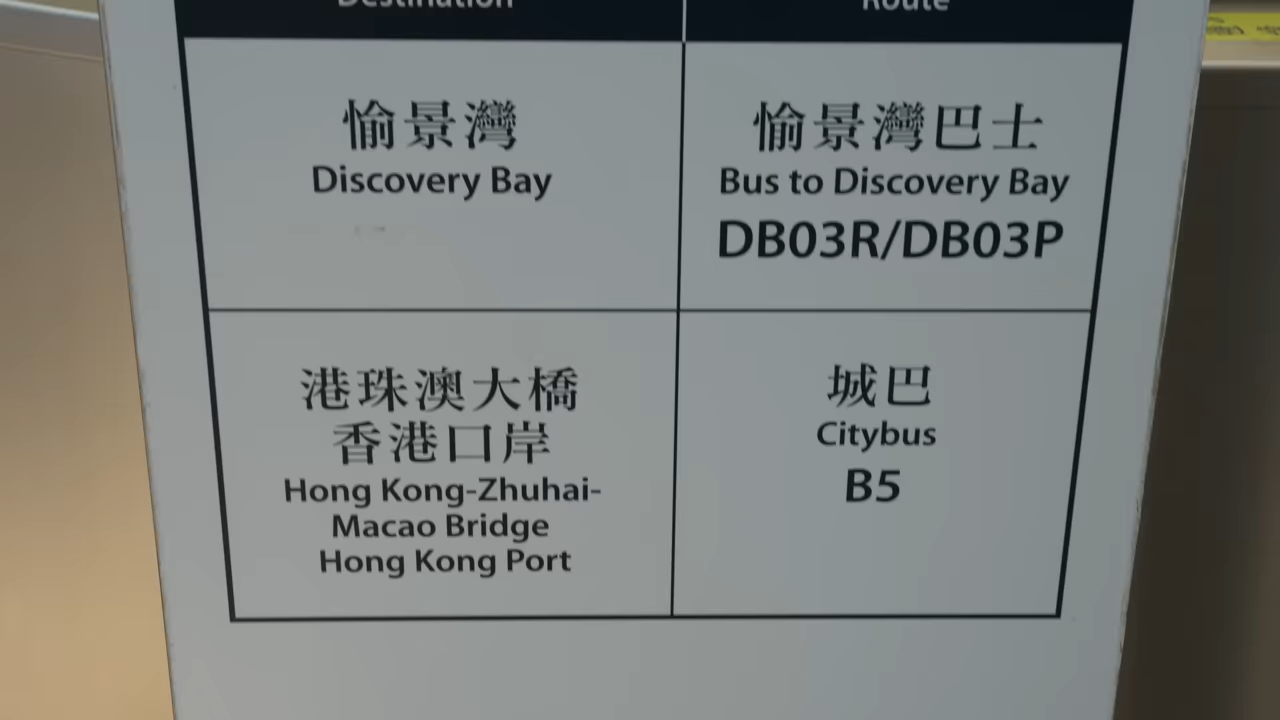 Destination
Route
愉景灣
Discovery Bay
愉景灣巴士
Bus to Discovery Bay
DB03R/DB03P
港珠澳大橋
香港口岸
Hong Kong-Zhuhai-
Macao Bridge
Hong Kong Port
城巴
Citybus
B5